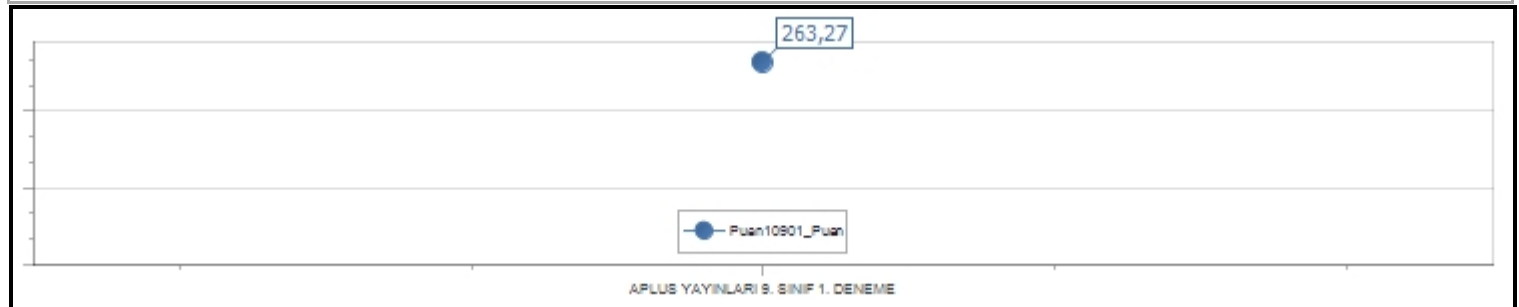 263,27
Puan10901_Puan
APLUS YAYINLARI 9. SINIF 1. DENEME